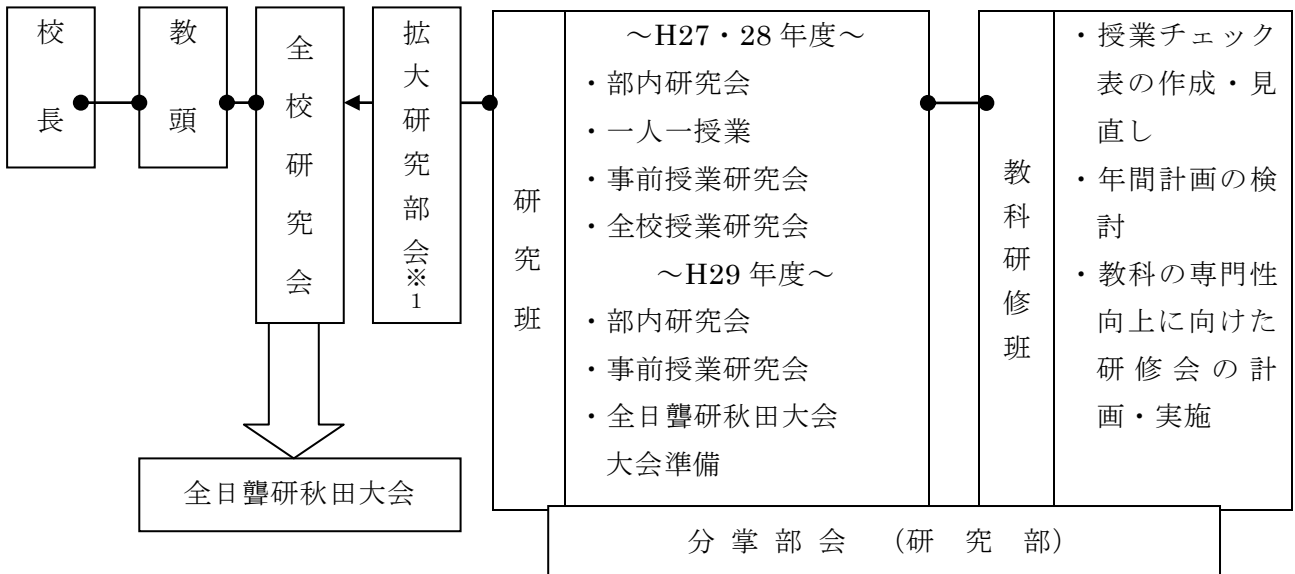 校長
教頭
全校研究会
拡大研究部会※1
研究班
～H27・28 年度～
・部内研究会
・一人一授業
・事前授業研究会
・全校授業研究会
～H29 年度～
・部内研究会
・事前授業研究会
・全日聾研秋田大会
大会準備
教科研修班
・授業チェック
表の作成・見
直し
・年間計画の検
討
・教科の専門性
向上に向けた
研修会の計
画・実施
全日聾研秋田大会
分掌部会 （研究部）